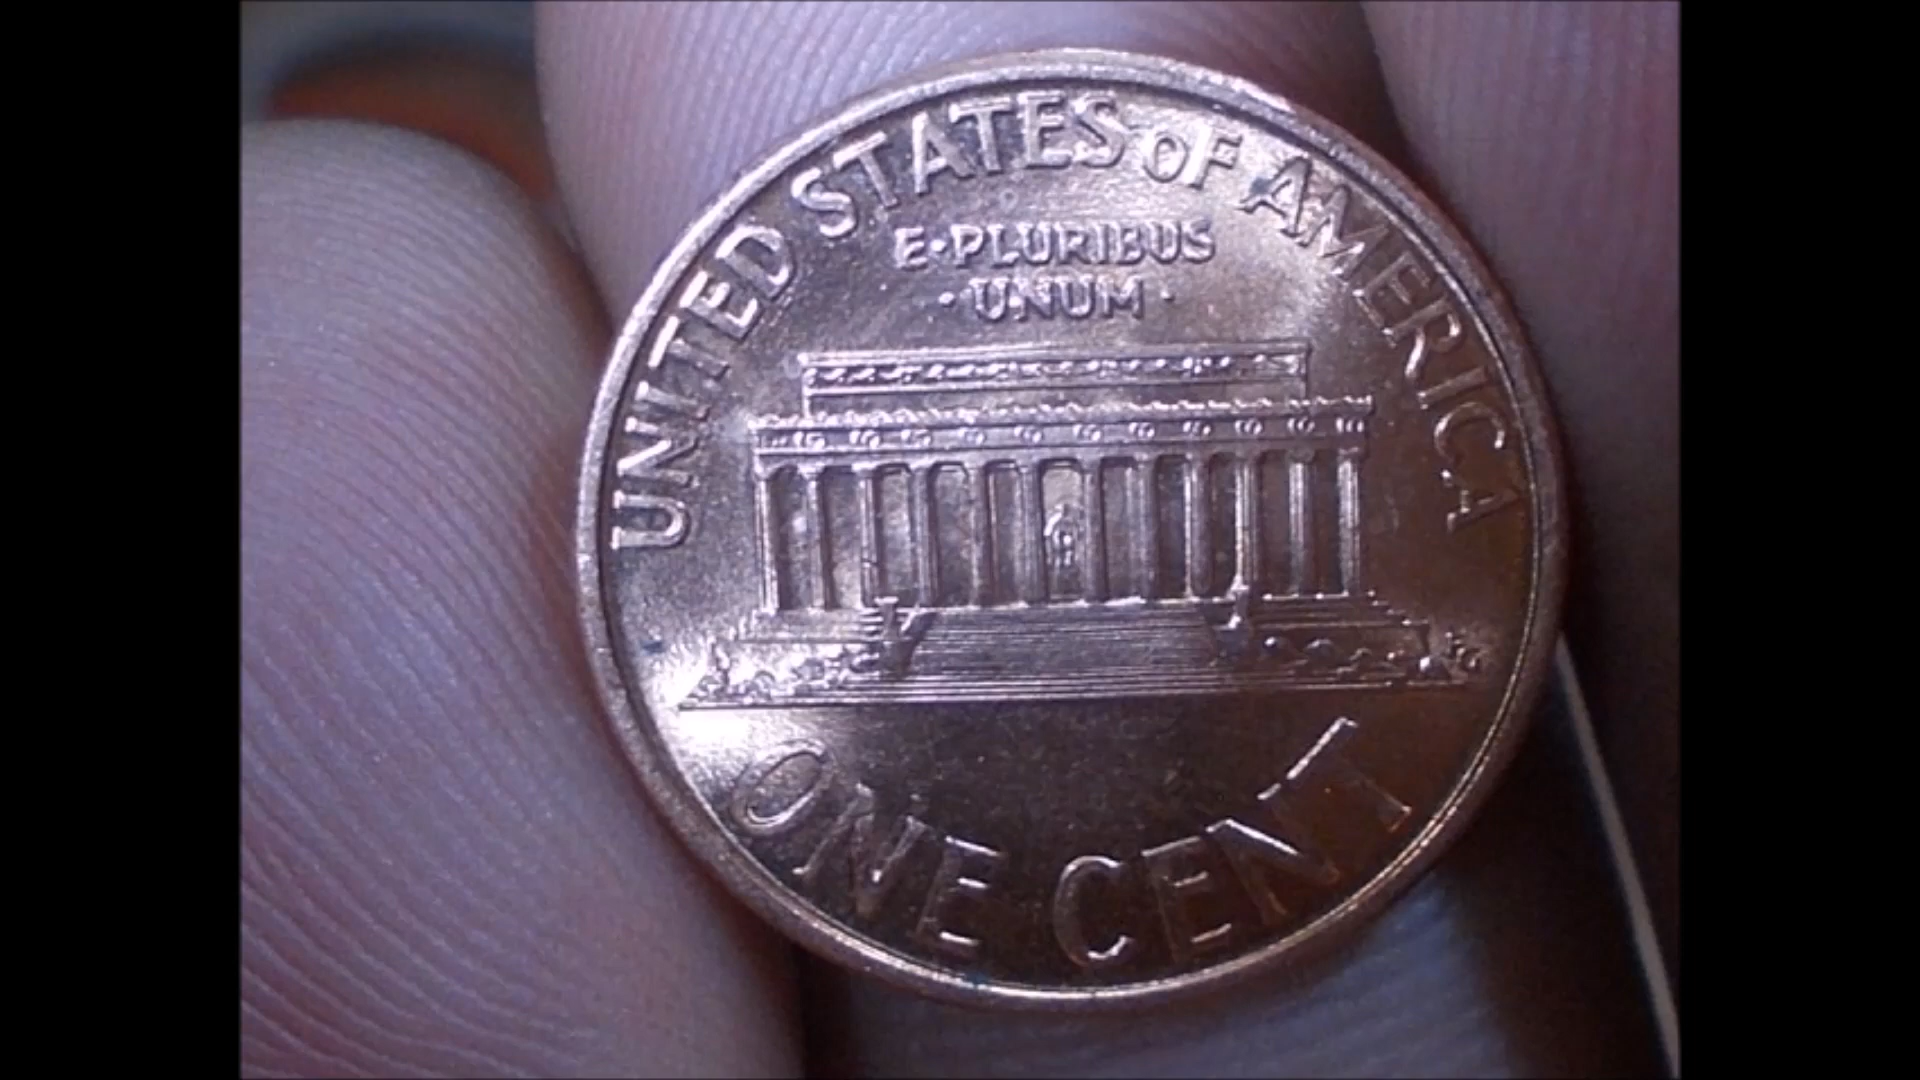 UNITED STATES OF AMERICA
E·PLURIBUS
·UNUM·
ONE CENT